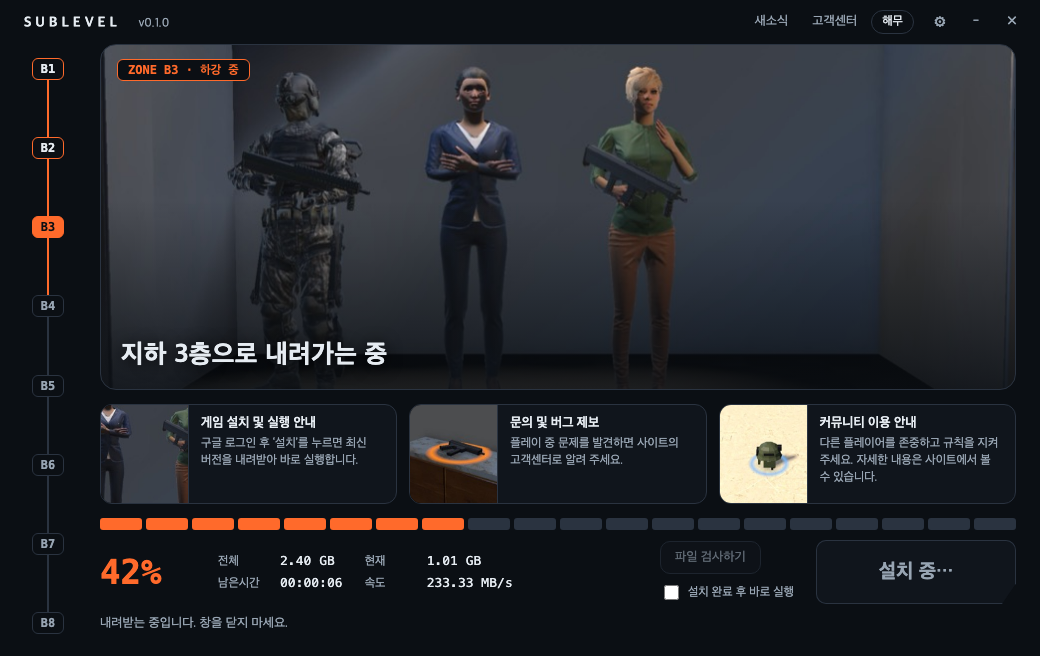 SUBLEVEL v0.1.0 새소식 고객센터 해무
B1
B2
B3
B4
B5
B6
B7
B8
ZONE B3 · 하강 중
지하 3층으로 내려가는 중
게임 설치 및 실행 안내
구글 로그인 후 '설치'를 누르면 최신
버전을 내려받아 바로 실행합니다.
문의 및 버그 제보
플레이 중 문제를 발견하면 사이트의
고객센터로 알려 주세요.
커뮤니티 이용 안내
다른 플레이어를 존중하고 규칙을 지켜
주세요. 자세한 내용은 사이트에서 볼
수 있습니다.
42%
전체 2.40 GB 현재 1.01 GB
남은시간 00:00:06 속도 233.33 MB/s
파일 검사하기
설치 완료 후 바로 실행
설치 중…
내려받는 중입니다. 창을 닫지 마세요.